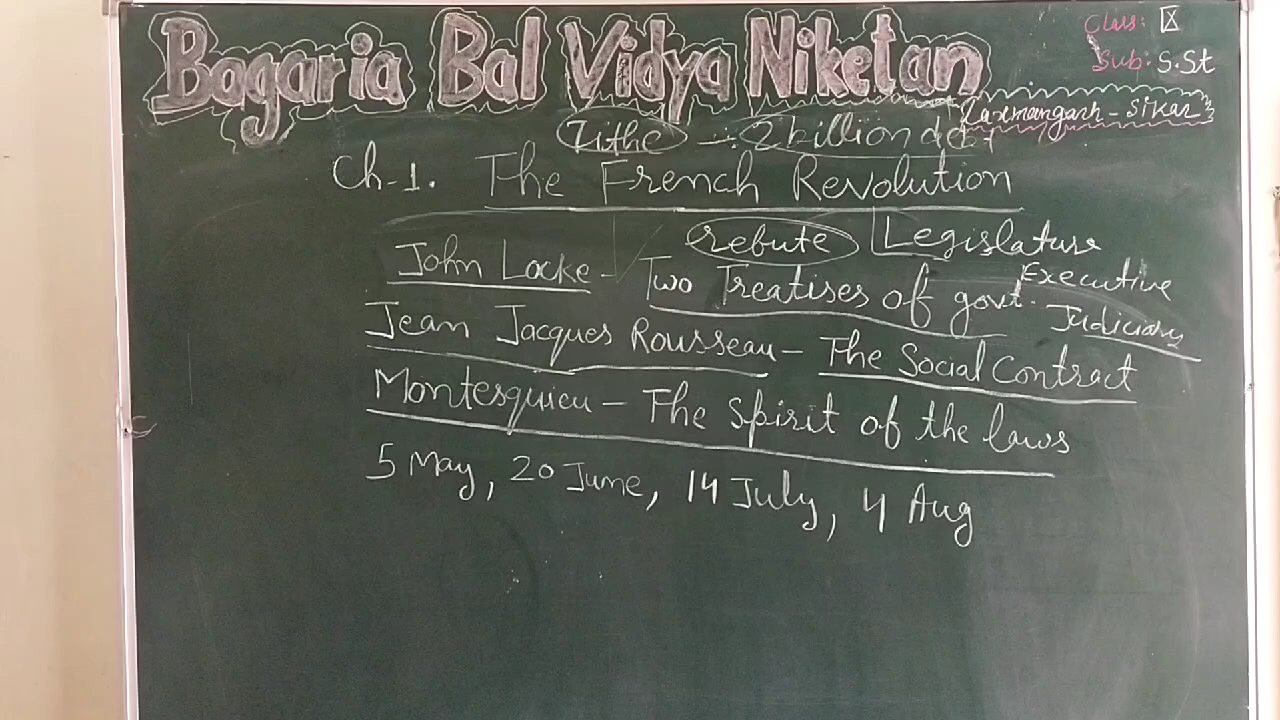 Bagaria Bal Vidya Niketan
Class: IX
Sub: S.St
Laxmangarh - Sikar
Tithe 2 billion debt
Ch-1. The French Revolution
rebute Legislature
John Locke - Two Treatises of govt. Executive
Judiciary
Jean Jacques Rousseau - The Social Contract
Montesquieu - The spirit of the laws
5 May, 20 June, 14 July, 4 Aug